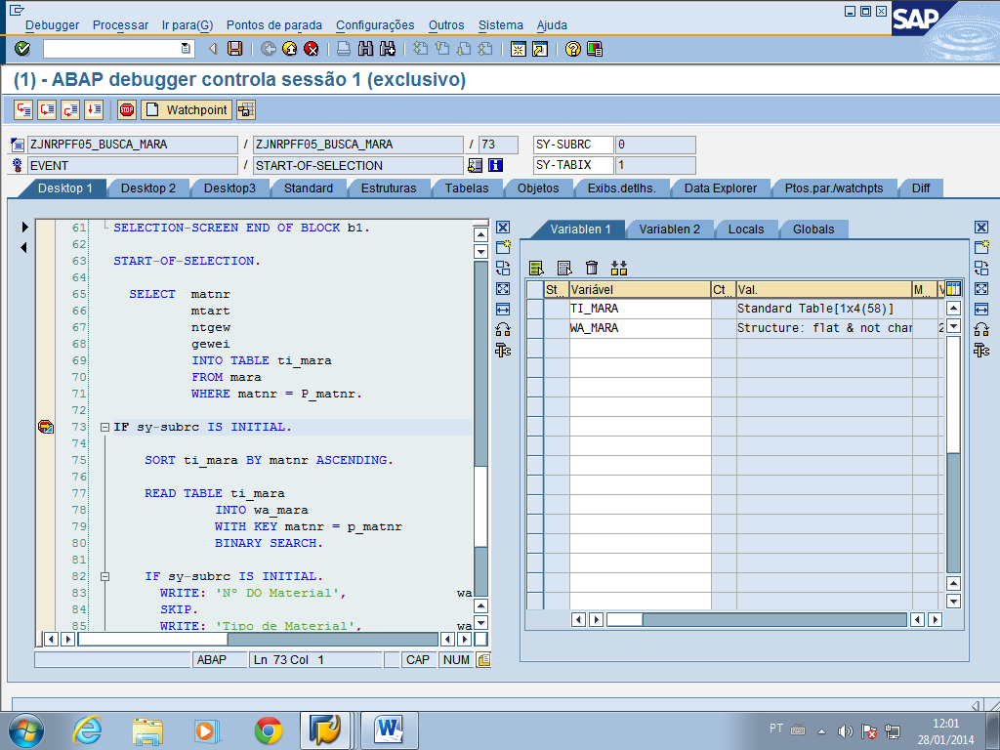 Debugger Processar Ir para(G) Pontos de parada Configurações Outros Sistema Ajuda
SAP
(1) - ABAP debugger controla sessão 1 (exclusivo)
Watchpoint
ZJNRPFF05_BUSCA_MARA / ZJNRPFF05_BUSCA_MARA / 73 SY-SUBRC 0
EVENT / START-OF-SELECTION SY-TABIX 1
Desktop 1 Desktop 2 Desktop3 Standard Estruturas Tabelas Objetos Exibs.detlhs. Data Explorer Ptos.par./watchpts Diff
61 SELECTION-SCREEN END OF BLOCK b1.
62
63 START-OF-SELECTION.
64
65 SELECT matnr
66 mtart
67 ntgew
68 gewei
69 INTO TABLE ti_mara
70 FROM mara
71 WHERE matnr = P_matnr.
72
73 IF sy-subrc IS INITIAL.
74
75 SORT ti_mara BY matnr ASCENDING.
76
77 READ TABLE ti_mara
78 INTO wa_mara
79 WITH KEY matnr = p_matnr
80 BINARY SEARCH.
81
82 IF sy-subrc IS INITIAL.
83 WRITE: 'Nº DO Material', wa
84 SKIP.
85 WRITE: 'Tipo de Material', wa
ABAP Ln 73 Col 1 CAP NUM
Variablen 1 Variablen 2 Locals Globals
St... Variável Ct... Val. M... V
TI_MARA Standard Table[1x4(58)]
WA_MARA Structure: flat & not char 2
PT 12:01
28/01/2014